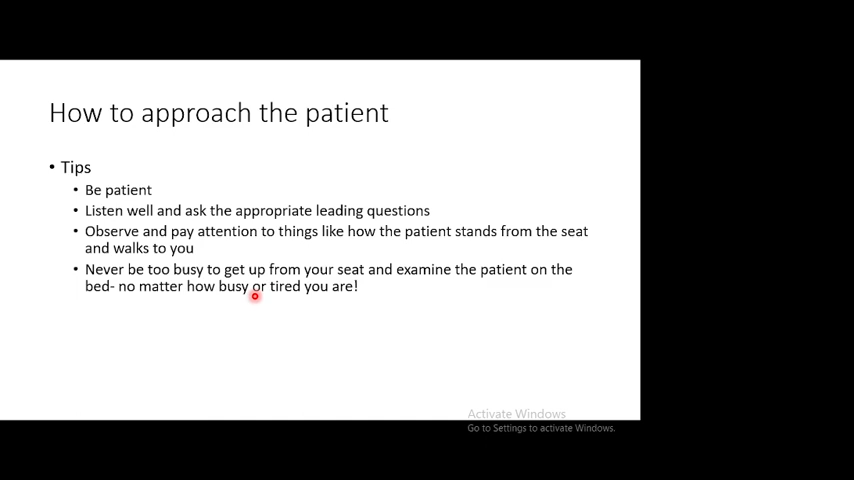 How to approach the patient
• Tips
• Be patient
• Listen well and ask the appropriate leading questions
• Observe and pay attention to things like how the patient stands from the seat
and walks to you
• Never be too busy to get up from your seat and examine the patient on the
bed- no matter how busy or tired you are!
Activate Windows
Go to Settings to activate Windows.